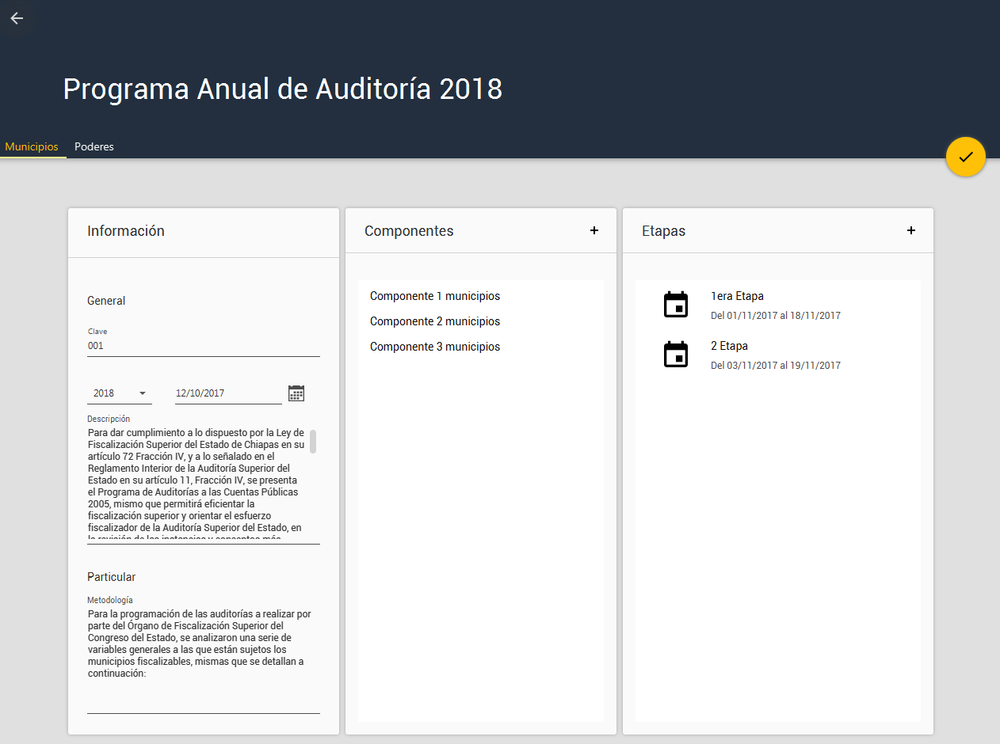 Programa Anual de Auditoría 2018
Municipios
Poderes
Información
General
Clave
001
2018
12/10/2017
Descripción
Para dar cumplimiento a lo dispuesto por la Ley de
Fiscalización Superior del Estado de Chiapas en su
artículo 72 Fracción IV, y a lo señalado en el
Reglamento Interior de la Auditoría Superior del
Estado en su artículo 11, Fracción IV, se presenta
el Programa de Auditorías a las Cuentas Públicas
2005, mismo que permitirá eficientar la
fiscalización superior y orientar el esfuerzo
fiscalizador de la Auditoría Superior del Estado, en
la revisión de las instancias y conceptos más
Particular
Metodología
Para la programación de las auditorías a realizar por
parte del Órgano de Fiscalización Superior del
Congreso del Estado, se analizaron una serie de
variables generales a las que están sujetos los
municipios fiscalizables, mismas que se detallan a
continuación:
Componentes
Componente 1 municipios
Componente 2 municipios
Componente 3 municipios
Etapas
1era Etapa
Del 01/11/2017 al 18/11/2017
2 Etapa
Del 03/11/2017 al 19/11/2017